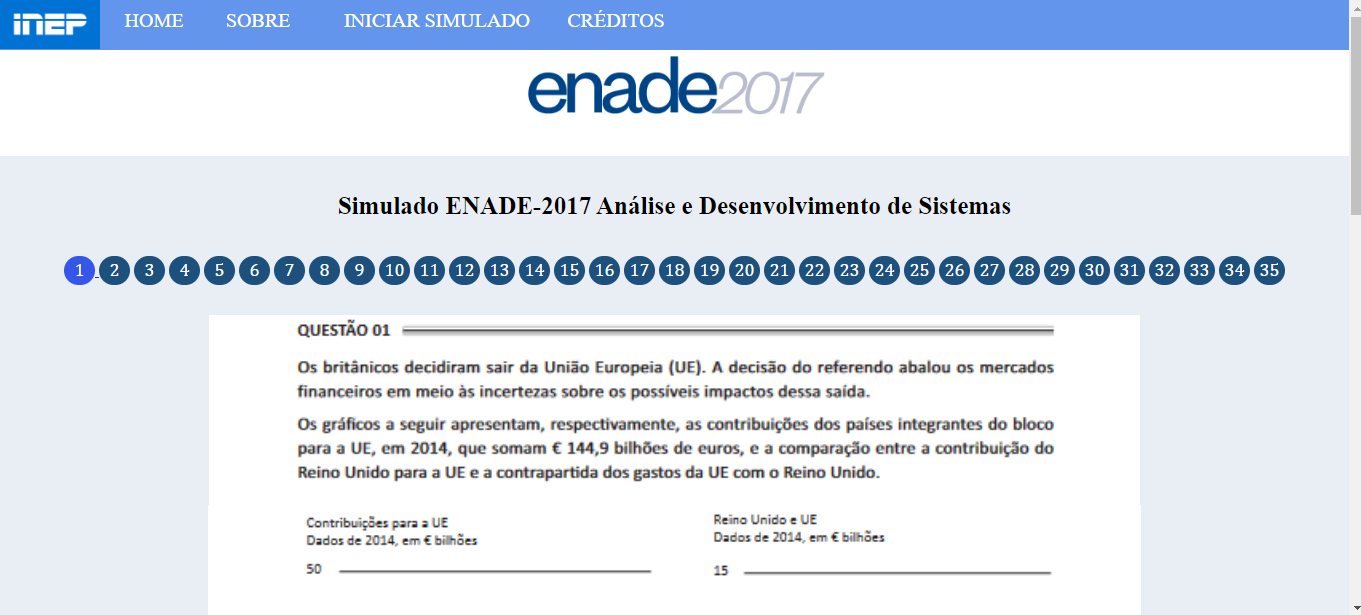 INEP HOME SOBRE INICIAR SIMULADO CRÉDITOS
enade2017
Simulado ENADE-2017 Análise e Desenvolvimento de Sistemas
1 2 3 4 5 6 7 8 9 10 11 12 13 14 15 16 17 18 19 20 21 22 23 24 25 26 27 28 29 30 31 32 33 34 35
QUESTÃO 01
Os britânicos decidiram sair da União Europeia (UE). A decisão do referendo abalou os mercados
financeiros em meio às incertezas sobre os possíveis impactos dessa saída.
Os gráficos a seguir apresentam, respectivamente, as contribuições dos países integrantes do bloco
para a UE, em 2014, que somam € 144,9 bilhões de euros, e a comparação entre a contribuição do
Reino Unido para a UE e a contrapartida dos gastos da UE com o Reino Unido.
Contribuições para a UE
Dados de 2014, em € bilhões
50
Reino Unido e UE
Dados de 2014, em € bilhões
15